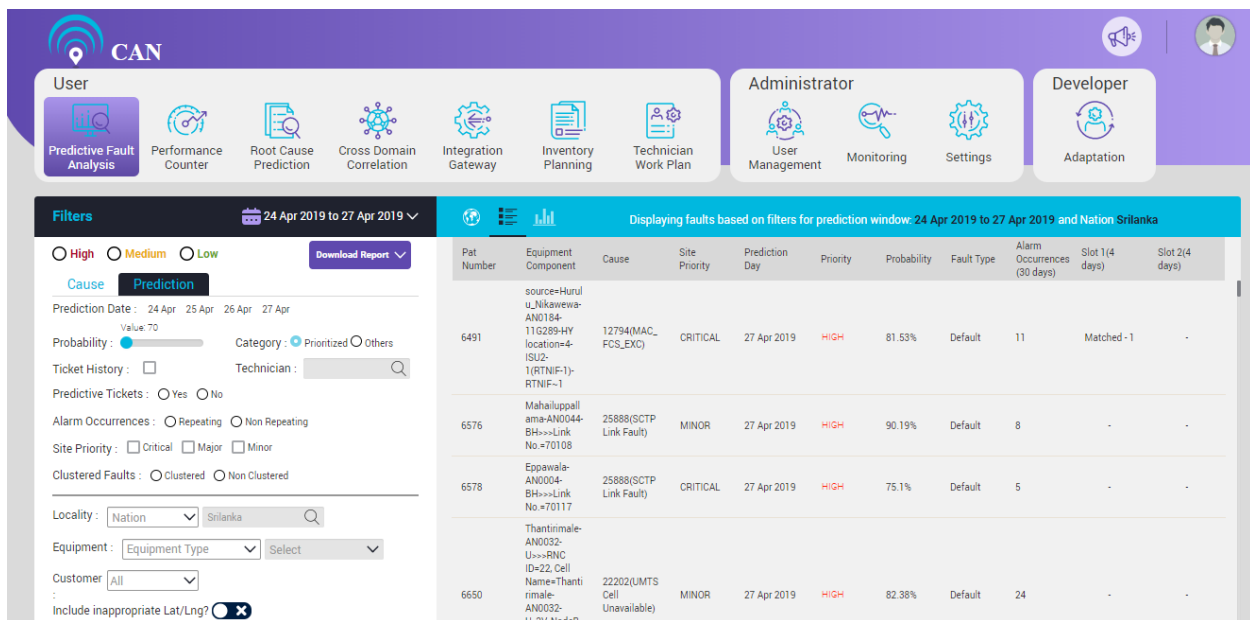 CAN
User
Administrator
Developer
Predictive Fault
Analysis
Performance
Counter
Root Cause
Prediction
Cross Domain
Correlation
Integration
Gateway
Inventory
Planning
Technician
Work Plan
User
Management
Monitoring
Settings
Adaptation
Filters
24 Apr 2019 to 27 Apr 2019
Displaying faults based on filters for prediction window: 24 Apr 2019 to 27 Apr 2019 and Nation Srilanka
High Medium Low
Download Report
Cause Prediction
Prediction Date : 24 Apr 25 Apr 26 Apr 27 Apr
Value: 70
Probability : Category : Prioritized Others
Ticket History : Technician :
Predictive Tickets : Yes No
Alarm Occurrences : Repeating Non Repeating
Site Priority : Critical Major Minor
Clustered Faults : Clustered Non Clustered
Locality : Nation Srilanka
Equipment : Equipment Type Select
Customer All
:
Include inappropriate Lat/Lng?
Pat
Number
Equipment
Component
Cause
Site
Priority
Prediction
Day
Priority
Probability
Fault Type
Alarm
Occurrences
(30 days)
Slot 1(4
days)
Slot 2(4
days)
6491
source=Hurul
u_Nikawewa-
AN0184-
11G289-HY
location=4-
ISU2-
1(RTNIF-1)-
RTNIF~1
12794(MAC_
FCS_EXC)
CRITICAL
27 Apr 2019
HIGH
81.53%
Default
11
Matched - 1
-
6576
Mahailuppall
ama-AN0044-
BH>>>Link
No.=70108
25888(SCTP
Link Fault)
MINOR
27 Apr 2019
HIGH
90.19%
Default
8
-
-
6578
Eppawala-
AN0004-
BH>>>Link
No.=70117
25888(SCTP
Link Fault)
CRITICAL
27 Apr 2019
HIGH
75.1%
Default
5
-
-
6650
Thantirimale-
AN0032-
U>>>RNC
ID=22, Cell
Name=Thanti
rimale-
AN0032-
22202(UMTS
Cell
Unavailable)
MINOR
27 Apr 2019
HIGH
82.38%
Default
24
-
-